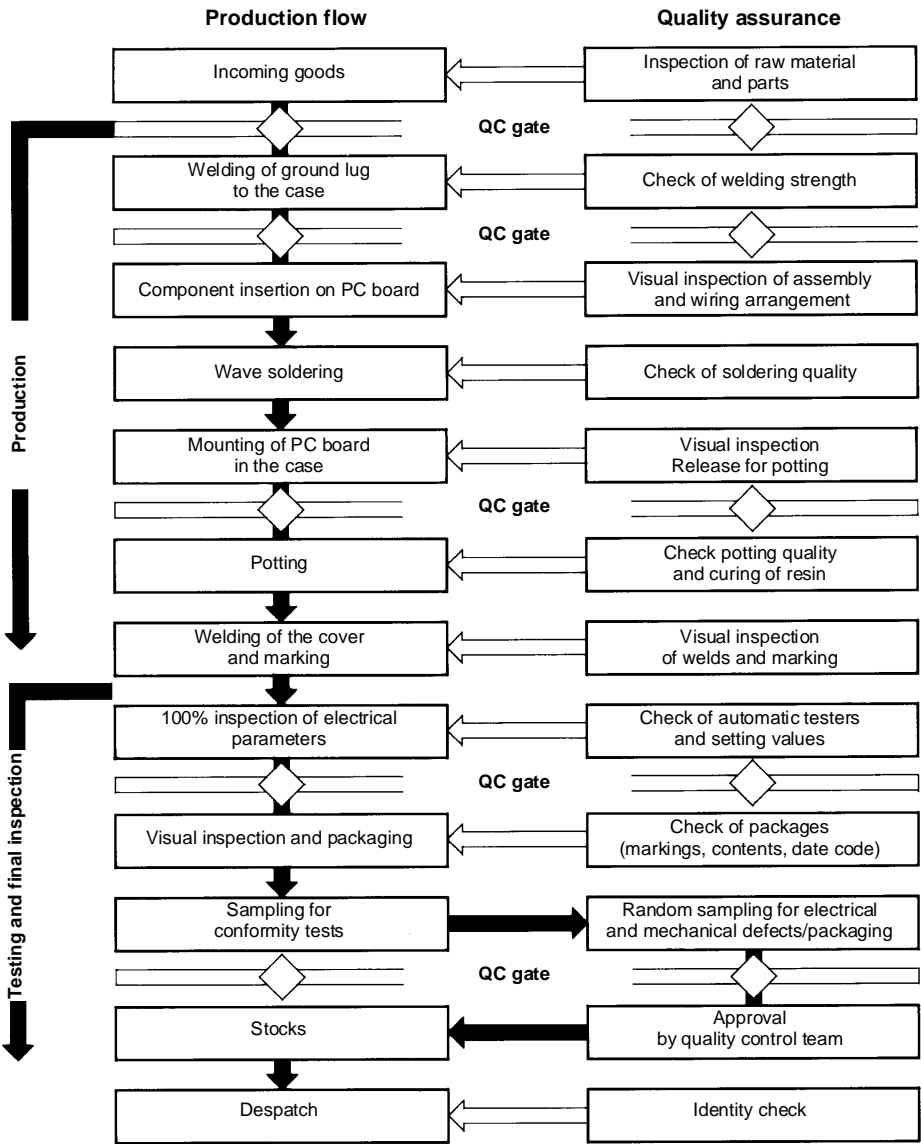 Production flow
Quality assurance
Incoming goods
Inspection of raw material
and parts
QC gate
Welding of ground lug
to the case
Check of welding strength
QC gate
Component insertion on PC board
Visual inspection of assembly
and wiring arrangement
Wave soldering
Check of soldering quality
Production
Mounting of PC board
in the case
Visual inspection
Release for potting
QC gate
Potting
Check potting quality
and curing of resin
Welding of the cover
and marking
Visual inspection
of welds and marking
100% inspection of electrical
parameters
Check of automatic testers
and setting values
QC gate
Visual inspection and packaging
Check of packages
(markings, contents, date code)
Testing and final inspection
Sampling for
conformity tests
Random sampling for electrical
and mechanical defects/packaging
QC gate
Stocks
Approval
by quality control team
Despatch
Identity check